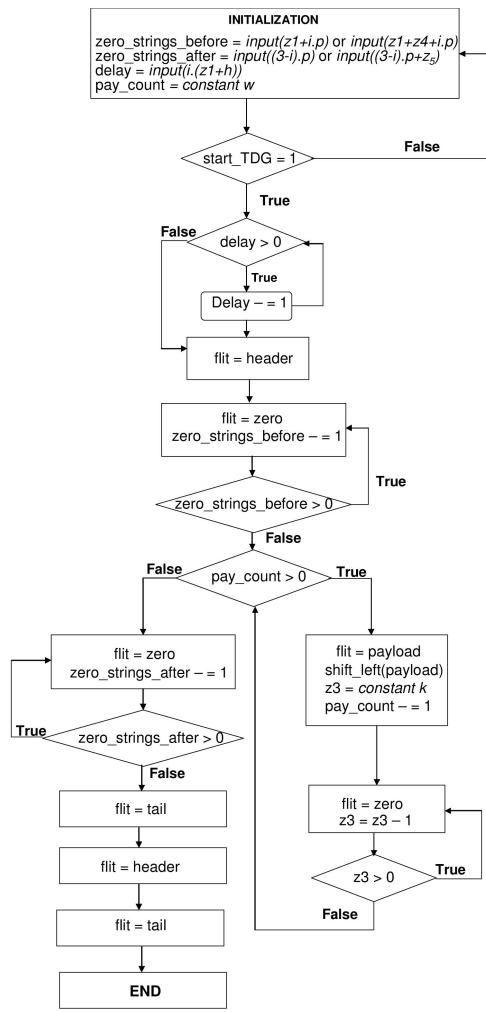 INITIALIZATION
zero_strings_before = input(z1+i.p) or input(z1+z4+i.p)
zero_strings_after = input((3-i).p) or input((3-i).p+z5)
delay = input(i.(z1+h))
pay_count = constant w
start_TDG = 1
False
True
False
delay > 0
True
Delay – = 1
flit = header
flit = zero
zero_strings_before – = 1
True
zero_strings_before > 0
False
False
pay_count > 0
True
flit = zero
zero_strings_after – = 1
flit = payload
shift_left(payload)
z3 = constant k
pay_count – = 1
True
zero_strings_after > 0
False
flit = zero
z3 = z3 – 1
flit = tail
True
z3 > 0
flit = header
False
flit = tail
END